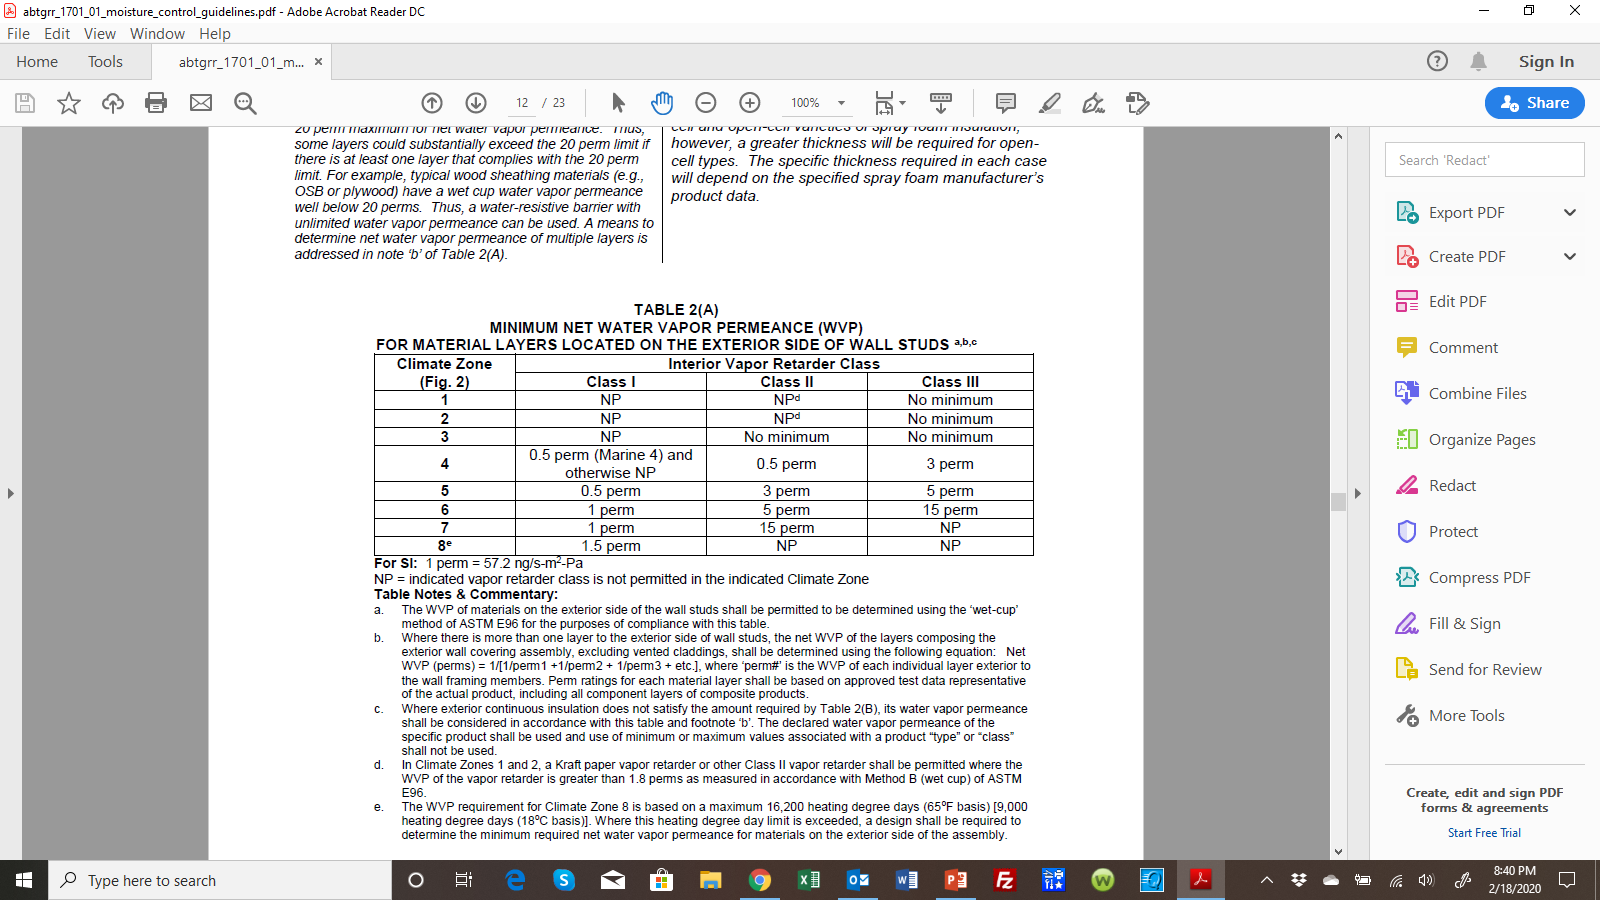 abtgrr_1701_01_moisture_control_guidelines.pdf - Adobe Acrobat Reader DC
File Edit View Window Help
Home Tools abtgrr_1701_01_m... × Sign In
12 / 23 100% Share
20 perm maximum for net water vapor permeance. Thus,
some layers could substantially exceed the 20 perm limit if
there is at least one layer that complies with the 20 perm
limit. For example, typical wood sheathing materials (e.g.,
OSB or plywood) have a wet cup water vapor permeance
well below 20 perms. Thus, a water-resistive barrier with
unlimited water vapor permeance can be used. A means to
determine net water vapor permeance of multiple layers is
addressed in note ‘b’ of Table 2(A).
cell and open-cell varieties of spray foam insulation;
however, a greater thickness will be required for open-
cell types. The specific thickness required in each case
will depend on the specified spray foam manufacturer’s
product data.
TABLE 2(A)
MINIMUM NET WATER VAPOR PERMEANCE (WVP)
FOR MATERIAL LAYERS LOCATED ON THE EXTERIOR SIDE OF WALL STUDS a,b,c
Climate Zone Interior Vapor Retarder Class
(Fig. 2) Class I Class II Class III
1 NP NPd No minimum
2 NP NPd No minimum
3 NP No minimum No minimum
4 0.5 perm (Marine 4) and otherwise NP 0.5 perm 3 perm
5 0.5 perm 3 perm 5 perm
6 1 perm 5 perm 15 perm
7 1 perm 15 perm NP
8e 1.5 perm NP NP
For SI: 1 perm = 57.2 ng/s-m²-Pa
NP = indicated vapor retarder class is not permitted in the indicated Climate Zone
Table Notes & Commentary:
a. The WVP of materials on the exterior side of the wall studs shall be permitted to be determined using the ‘wet-cup’
method of ASTM E96 for the purposes of compliance with this table.
b. Where there is more than one layer to the exterior side of wall studs, the net WVP of the layers composing the
exterior wall covering assembly, excluding vented claddings, shall be determined using the following equation: Net
WVP (perms) = 1/[1/perm1 +1/perm2 + 1/perm3 + etc.], where ‘perm#’ is the WVP of each individual layer exterior to
the wall framing members. Perm ratings for each material layer shall be based on approved test data representative
of the actual product, including all component layers of composite products.
c. Where exterior continuous insulation does not satisfy the amount required by Table 2(B), its water vapor permeance
shall be considered in accordance with this table and footnote ‘b’. The declared water vapor permeance of the
specific product shall be used and use of minimum or maximum values associated with a product “type” or “class”
shall not be used.
d. In Climate Zones 1 and 2, a Kraft paper vapor retarder or other Class II vapor retarder shall be permitted where the
WVP of the vapor retarder is greater than 1.8 perms as measured in accordance with Method B (wet cup) of ASTM
E96.
e. The WVP requirement for Climate Zone 8 is based on a maximum 16,200 heating degree days (65⁰F basis) [9,000
heating degree days (18⁰C basis)]. Where this heating degree day limit is exceeded, a design shall be required to
determine the minimum required net water vapor permeance for materials on the exterior side of the assembly.
Search 'Redact'
Export PDF
Create PDF
Edit PDF
Comment
Combine Files
Organize Pages
Redact
Protect
Compress PDF
Fill & Sign
Send for Review
More Tools
Create, edit and sign PDF
forms & agreements
Start Free Trial
Type here to search
8:40 PM
2/18/2020